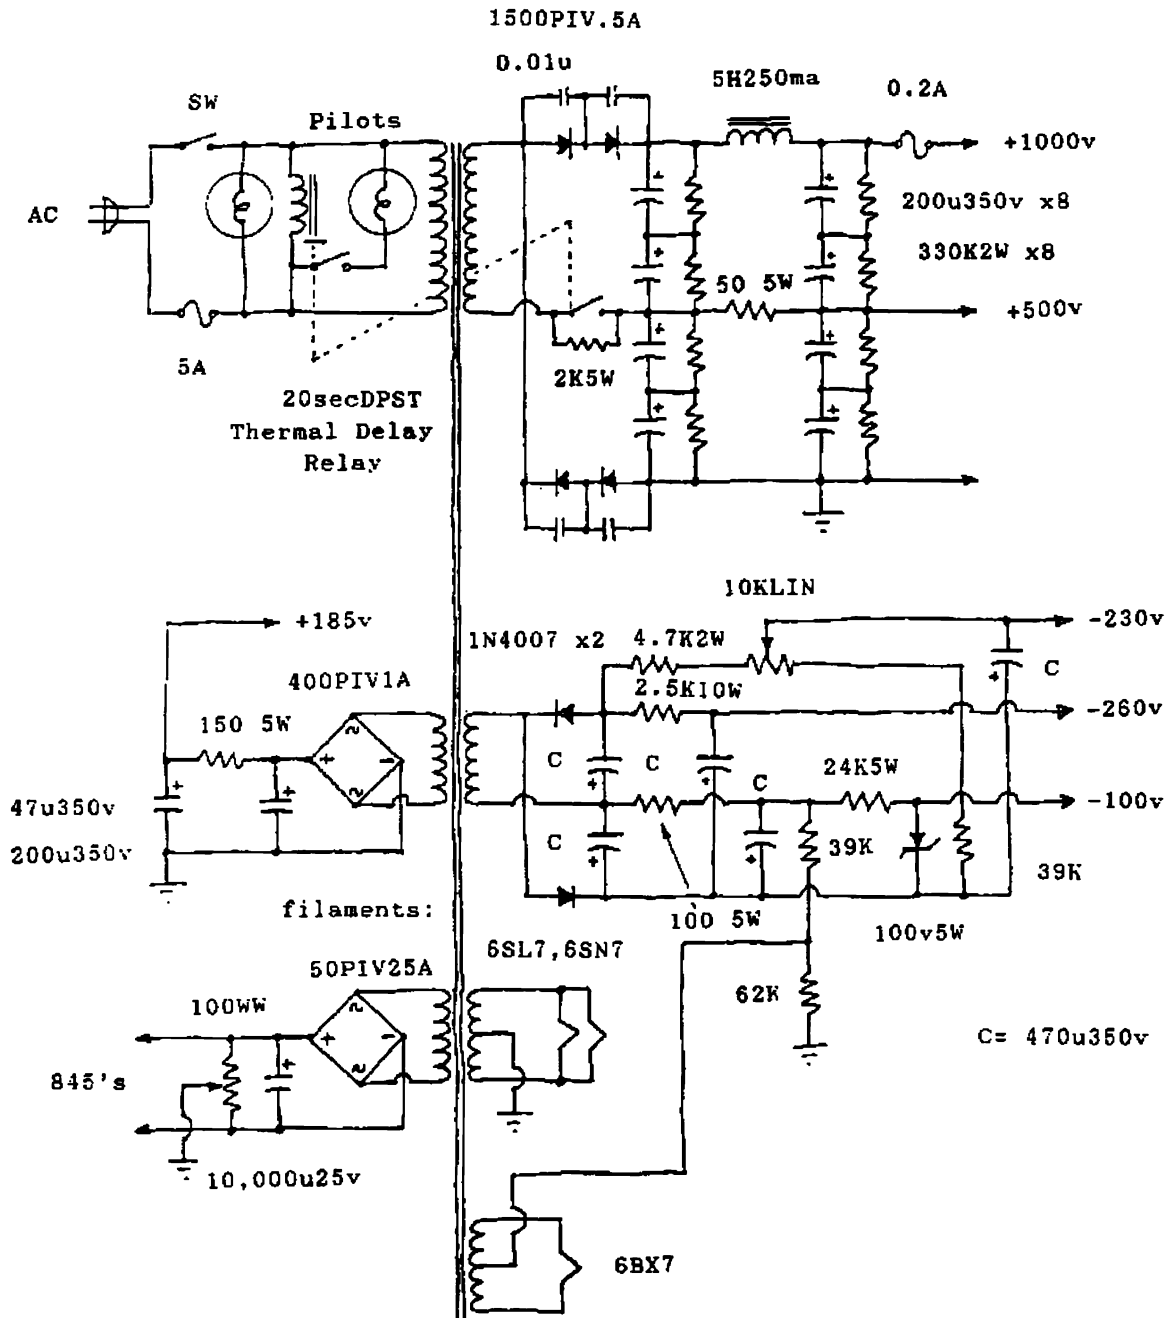 1500PIV.5A
0.01u
5H250ma
0.2A
SW
Pilots
+1000v
AC
200u350v x8
330K2W x8
50 5W
+500v
5A
2K5W
20secDPST
Thermal Delay
Relay
10KLIN
+185v
-230v
1N4007 x2
4.7K2W
C
400PIV1A
2.5K10W
150 5W
-260v
C
C
24K5W
C
47u350v
-100v
C
39K
200u350v
39K
filaments:
100 5W
100v5W
6SL7,6SN7
50PIV25A
100WW
62K
C= 470u350v
845's
10,000u25v
6BX7